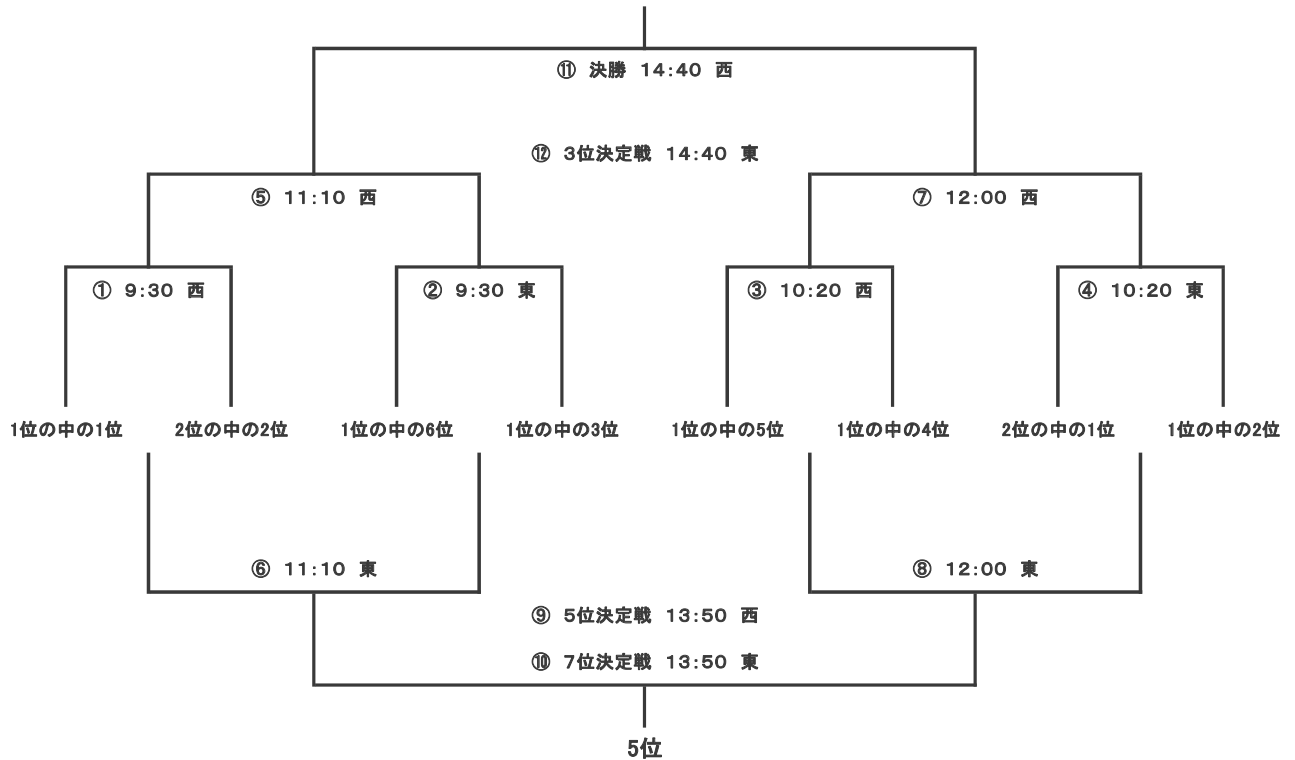 ⑪ 決勝 14:40 西
⑫ 3位決定戦 14:40 東
⑤ 11:10 西 ⑦ 12:00 西
① 9:30 西 ② 9:30 東 ③ 10:20 西 ④ 10:20 東
1位の中の1位 2位の中の2位 1位の中の6位 1位の中の3位 1位の中の5位 1位の中の4位 2位の中の1位 1位の中の2位
⑥ 11:10 東 ⑧ 12:00 東
⑨ 5位決定戦 13:50 西
⑩ 7位決定戦 13:50 東
5位